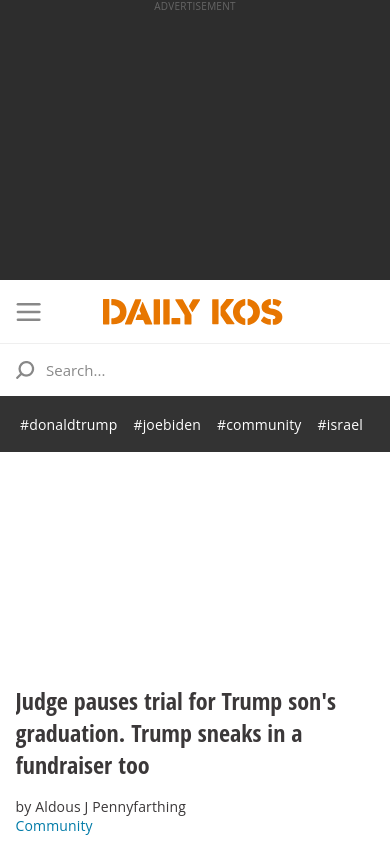 ADVERTISEMENT
DAILY KOS
Search...
#donaldtrump #joebiden #community #israel
Judge pauses trial for Trump son's
graduation. Trump sneaks in a
fundraiser too
by Aldous J Pennyfarthing
Community